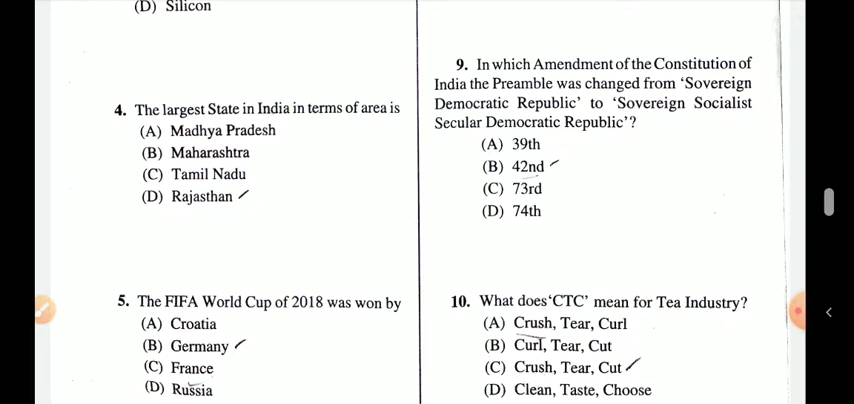 (D) Silicon
4. The largest State in India in terms of area is
(A) Madhya Pradesh
(B) Maharashtra
(C) Tamil Nadu
(D) Rajasthan
5. The FIFA World Cup of 2018 was won by
(A) Croatia
(B) Germany
(C) France
(D) Russia
9. In which Amendment of the Constitution of
India the Preamble was changed from ‘Sovereign
Democratic Republic’ to ‘Sovereign Socialist
Secular Democratic Republic’?
(A) 39th
(B) 42nd
(C) 73rd
(D) 74th
10. What does‘CTC’ mean for Tea Industry?
(A) Crush, Tear, Curl
(B) Curl, Tear, Cut
(C) Crush, Tear, Cut
(D) Clean, Taste, Choose